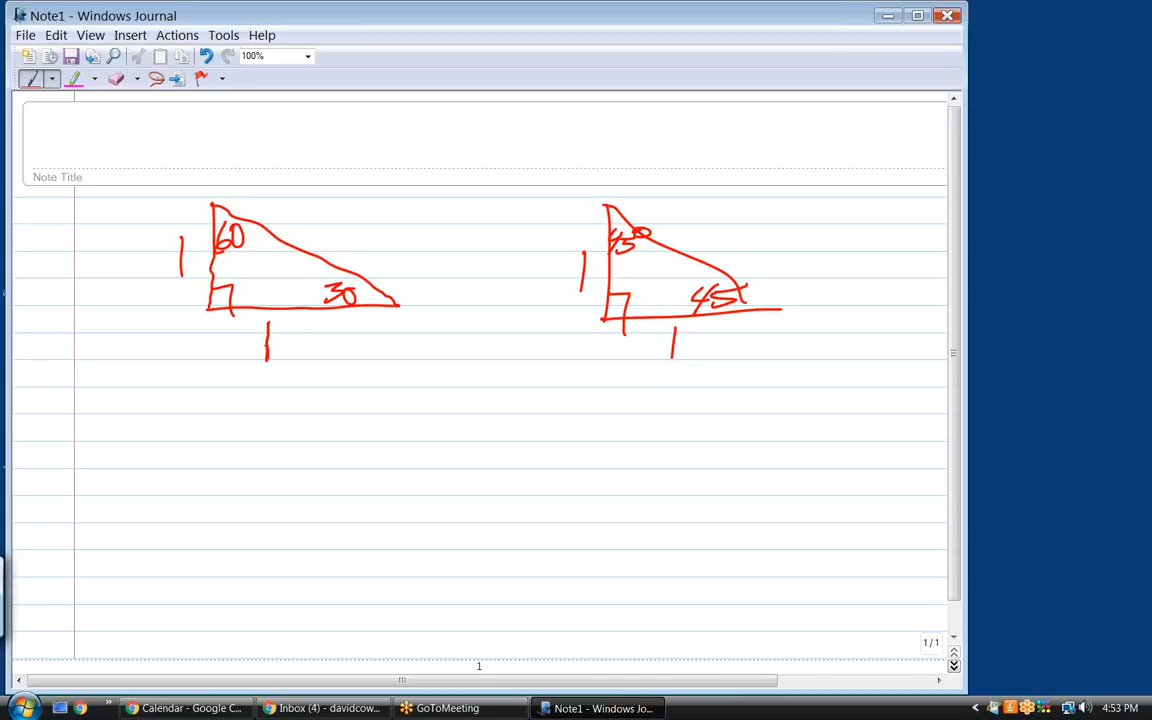 Note1 - Windows Journal
File Edit View Insert Actions Tools Help
100%
Note Title
60
1
30
1
45
1
45
1
1/1
1
Calendar - Google C...
Inbox (4) - davidcow...
GoToMeeting
Note1 - Windows Jo...
4:53 PM